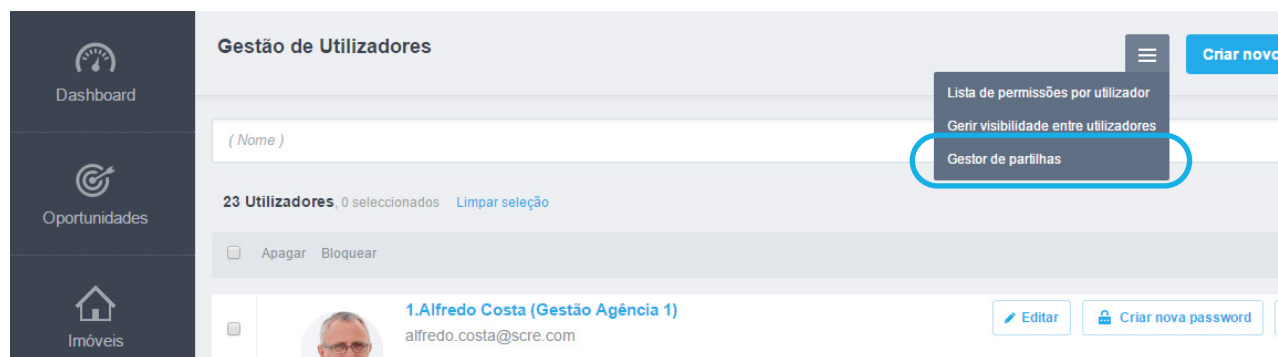 Gestão de Utilizadores
Criar novo
Dashboard
Lista de permissões por utilizador
Gerir visibilidade entre utilizadores
Gestor de partilhas
( Nome )
Oportunidades
23 Utilizadores, 0 seleccionados Limpar seleção
Apagar Bloquear
Imóveis
1.Alfredo Costa (Gestão Agência 1)
alfredo.costa@scre.com
Editar
Criar nova password